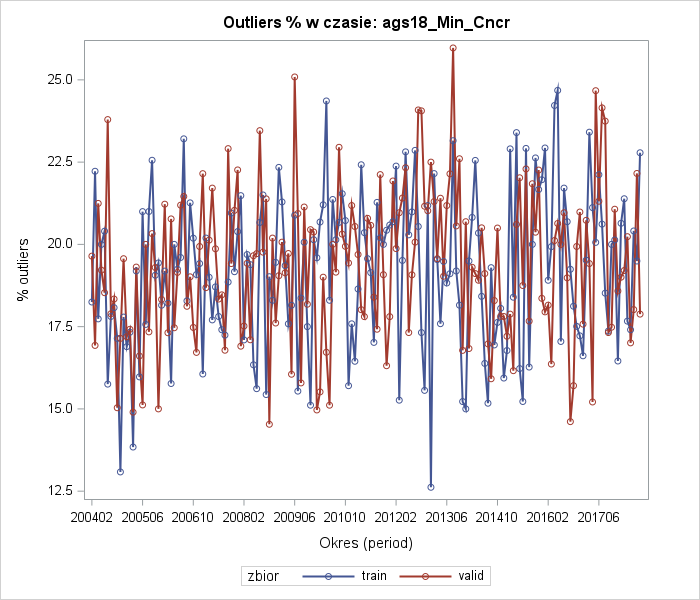 Outliers % w czasie: ags18_Min_Cncr
% outliers
25.0
22.5
20.0
17.5
15.0
12.5
200402 200506 200610 200802 200906 201010 201202 201306 201410 201602 201706
Okres (period)
zbior train valid